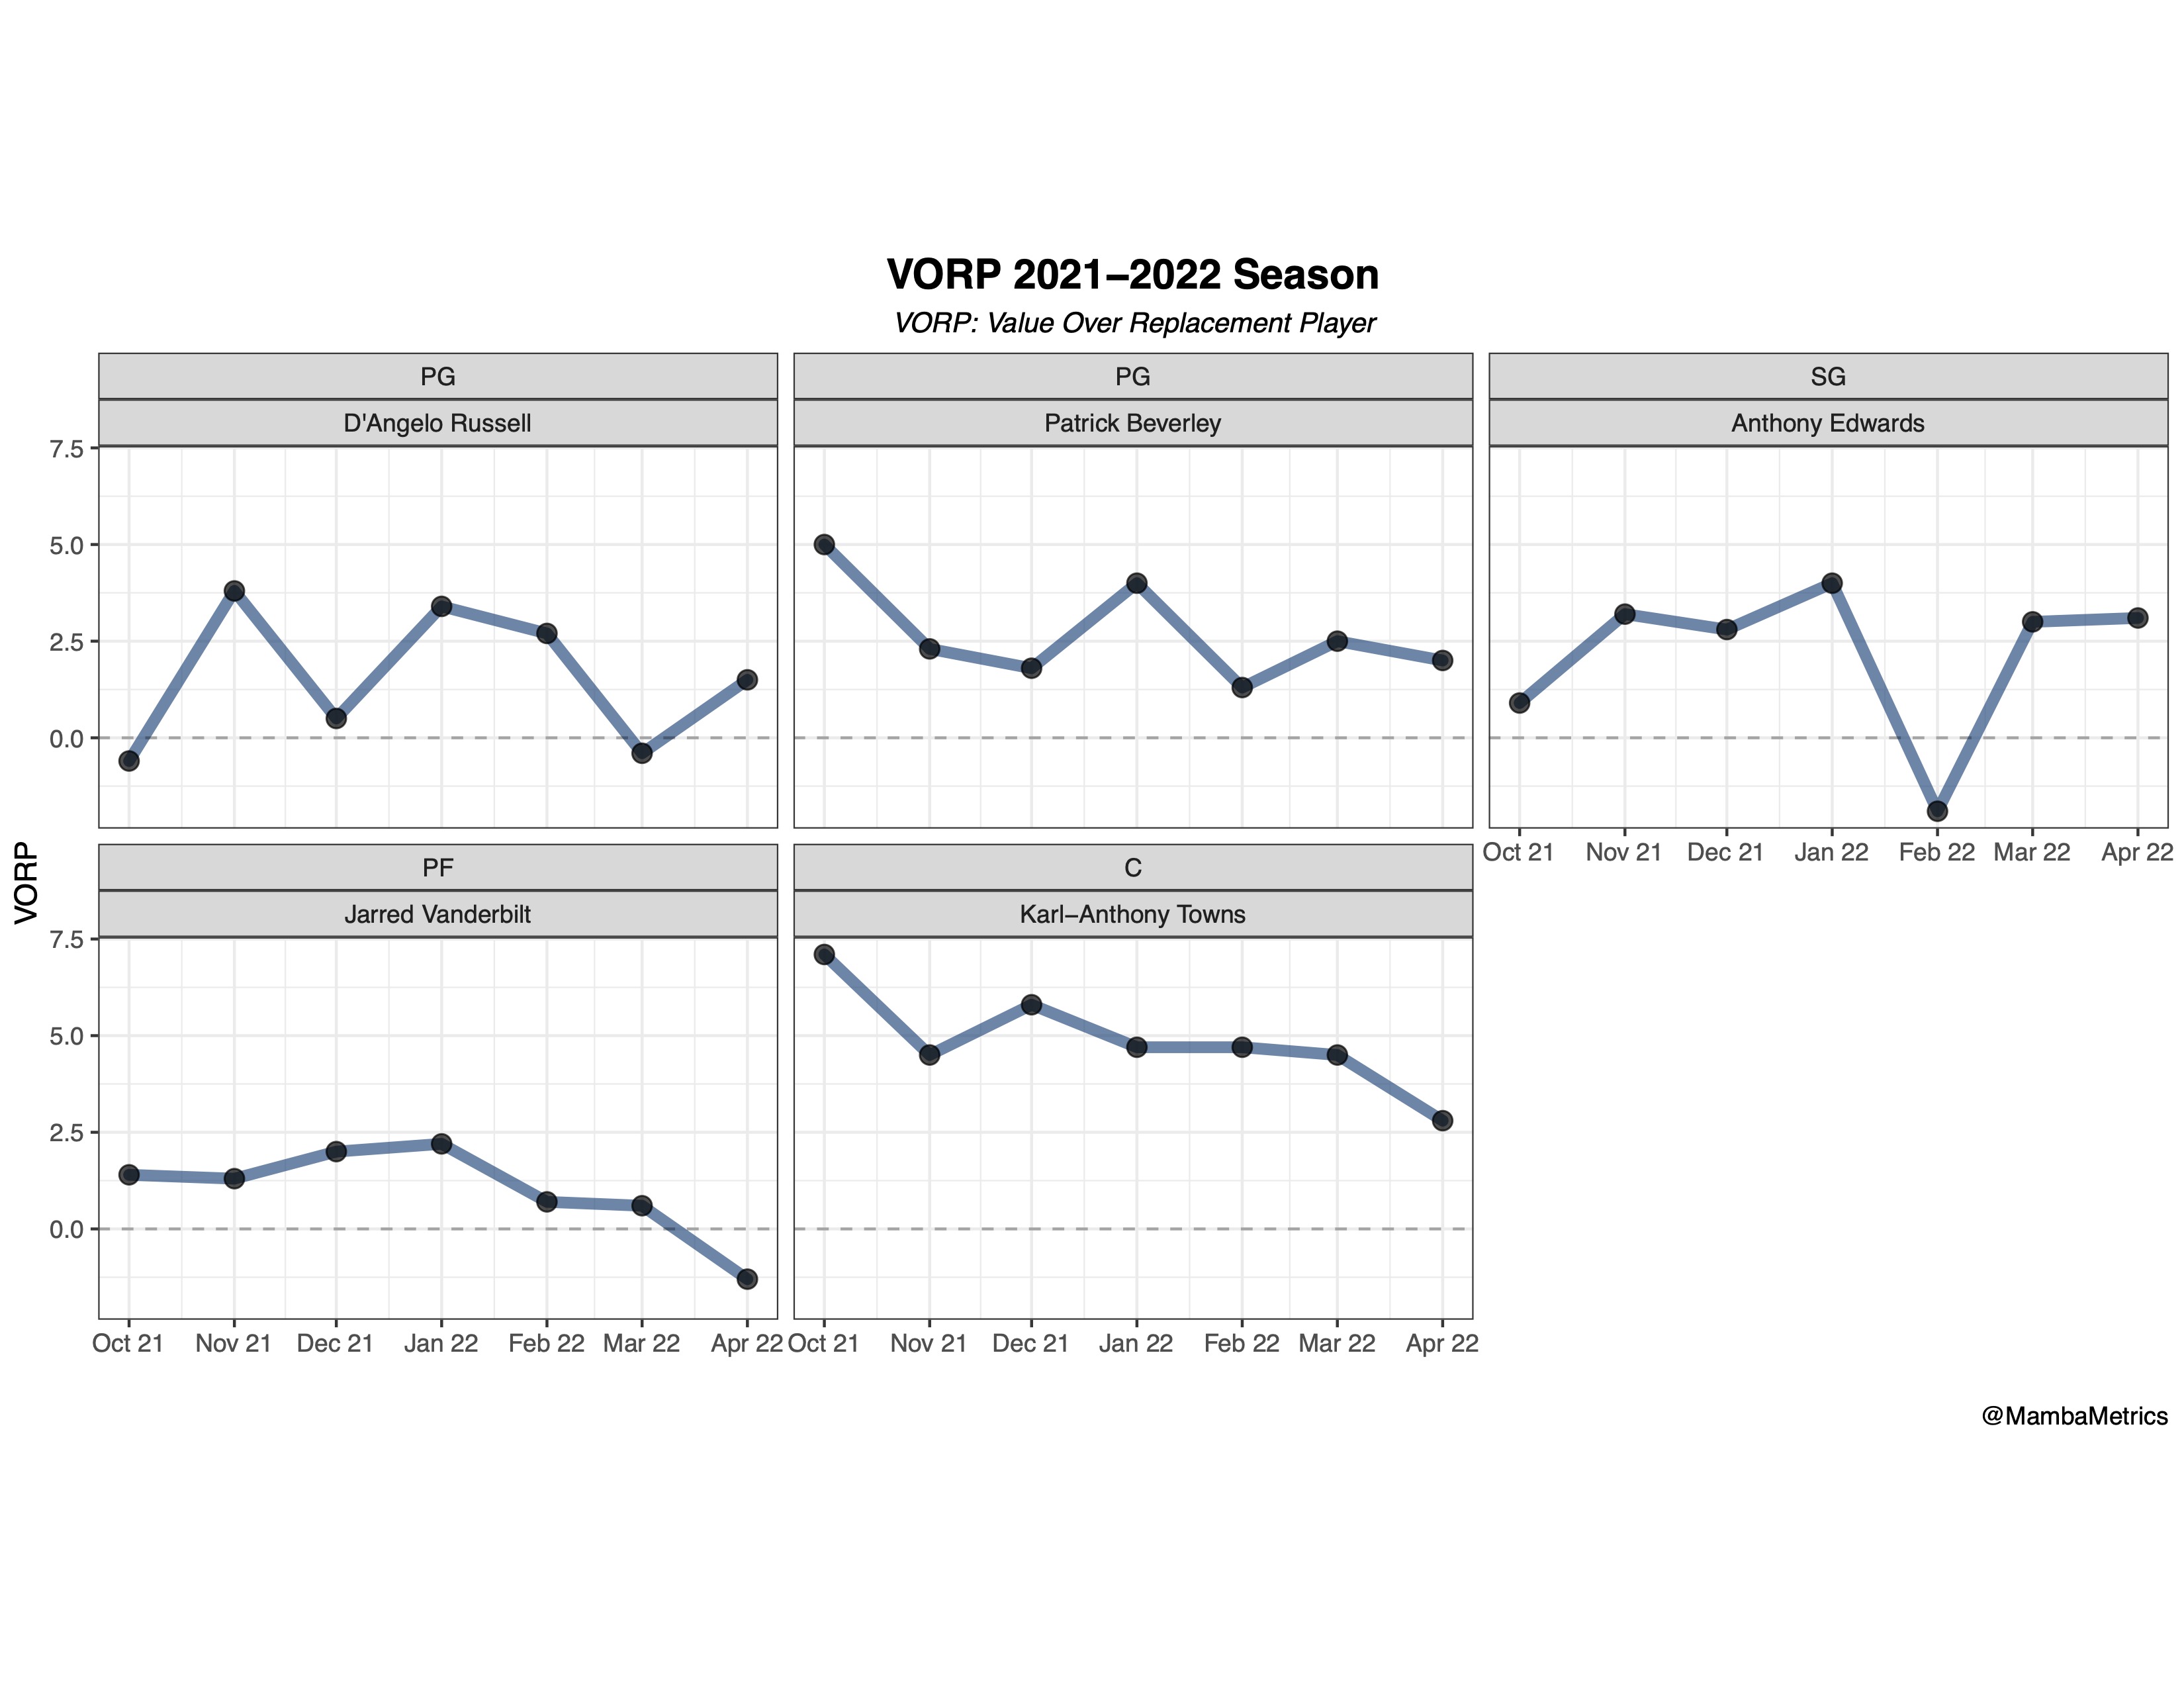 VORP 2021–2022 Season
VORP: Value Over Replacement Player
PG
PG
SG
D'Angelo Russell
Patrick Beverley
Anthony Edwards
7.5
5.0
2.5
0.0
Oct 21 Nov 21 Dec 21 Jan 22 Feb 22 Mar 22 Apr 22
VORP
PF
C
Jarred Vanderbilt
Karl–Anthony Towns
7.5
5.0
2.5
0.0
Oct 21 Nov 21 Dec 21 Jan 22 Feb 22 Mar 22 Apr 22
Oct 21 Nov 21 Dec 21 Jan 22 Feb 22 Mar 22 Apr 22
@MambaMetrics